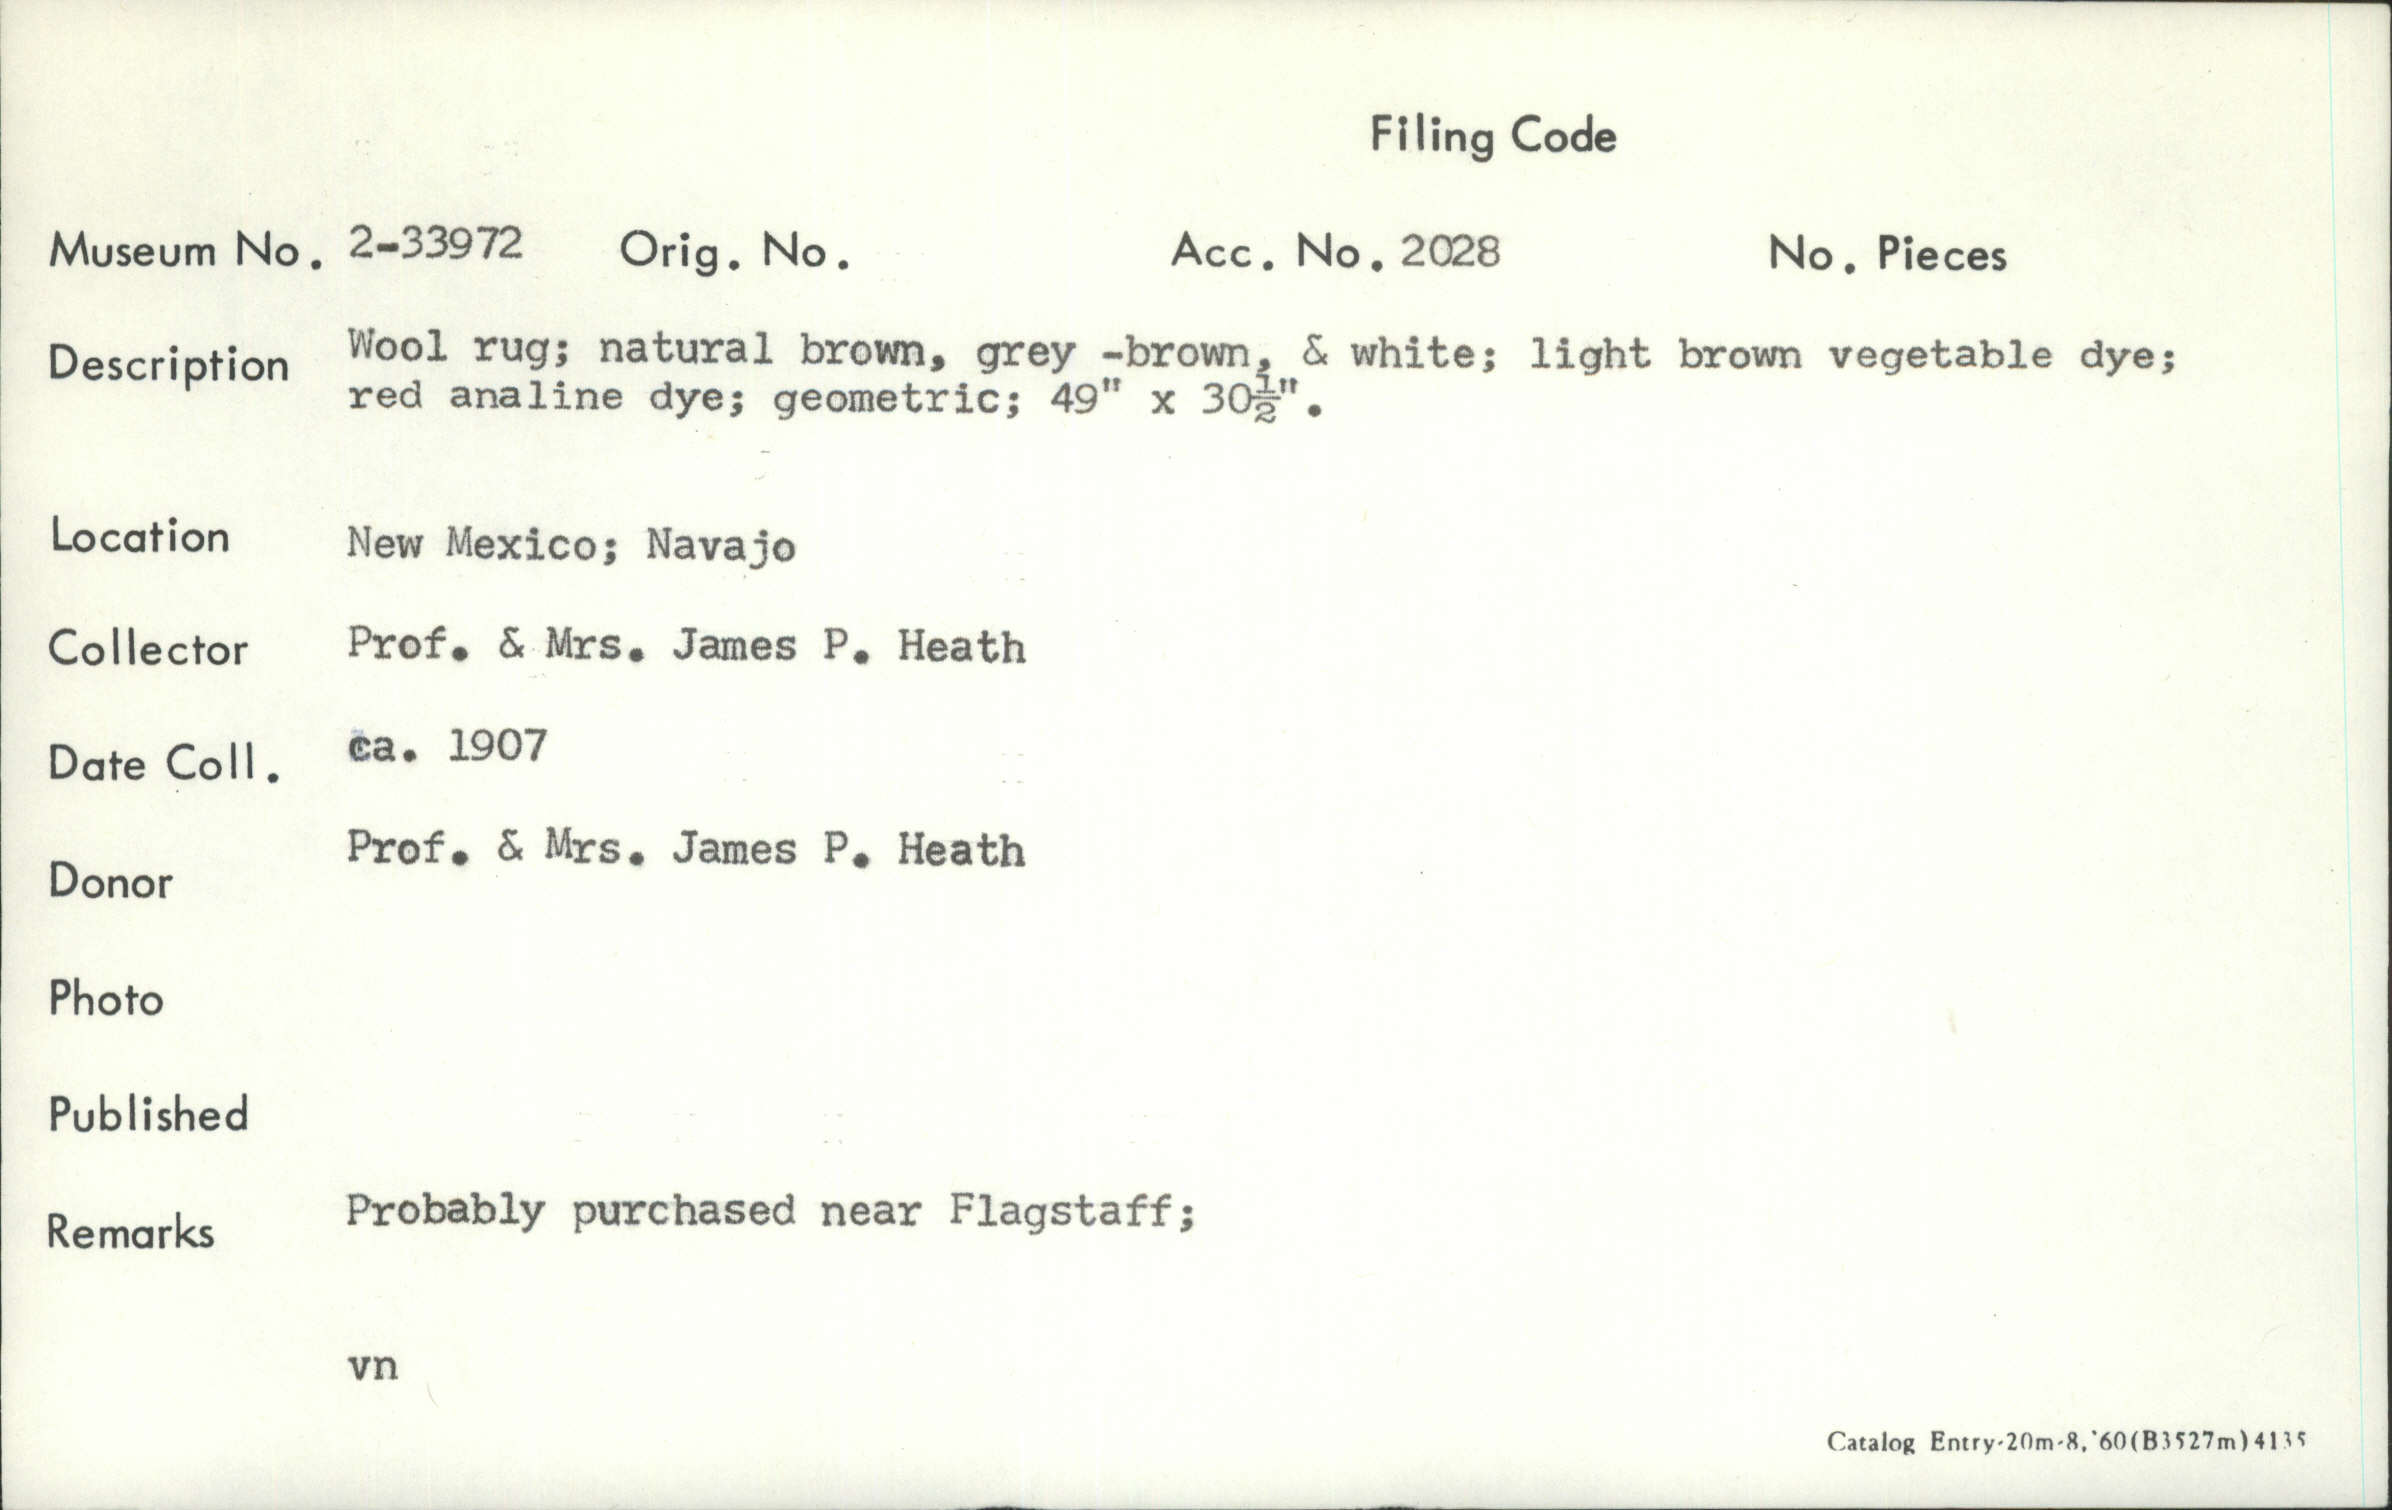 Filing Code
Museum No. 2-33972 Orig. No. Acc. No. 2028 No. Pieces
Description Wool rug; natural brown, grey -brown, & white; light brown vegetable dye;
red analine dye; geometric; 49" x 30½".
Location New Mexico; Navajo
Collector Prof. & Mrs. James P. Heath
Date Coll. ca. 1907
Donor Prof. & Mrs. James P. Heath
Photo
Published
Remarks Probably purchased near Flagstaff;
vn
Catalog Entry-20m-8,'60(B3527m)4135